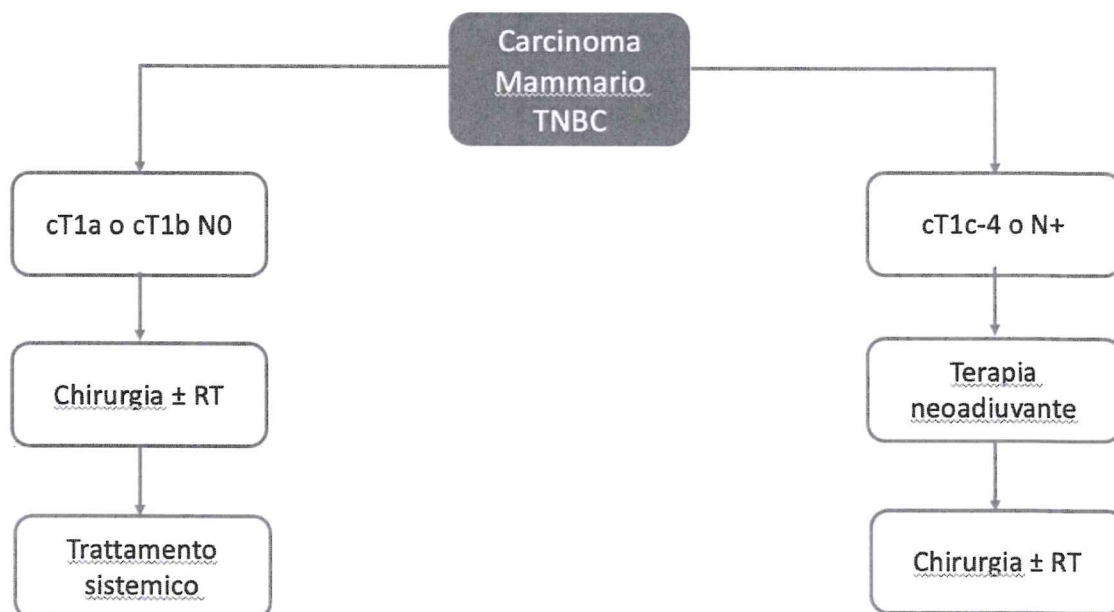 Carcinoma
Mammario
TNBC
cT1a o cT1b N0
cT1c-4 o N+
Chirurgia ± RT
Terapia
neoadiuvante
Trattamento
sistemico
Chirurgia ± RT